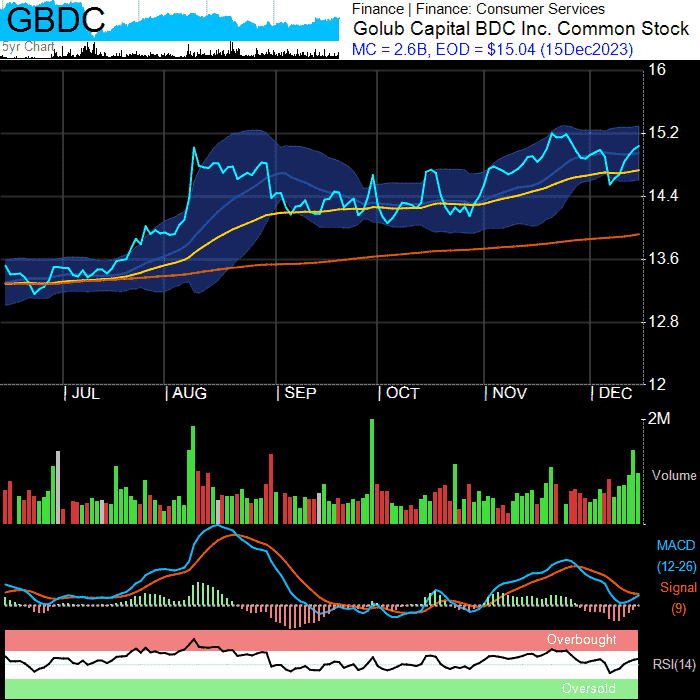 GBDC
5yr Chart
Finance | Finance: Consumer Services
Golub Capital BDC Inc. Common Stock
MC = 2.6B, EOD = $15.04 (15Dec2023)
16
15.2
14.4
13.6
12.8
12
| JUL | AUG | SEP | OCT | NOV | DEC
2M
Volume
MACD
(12-26)
Signal
(9)
Overbought
RSI(14)
Oversold